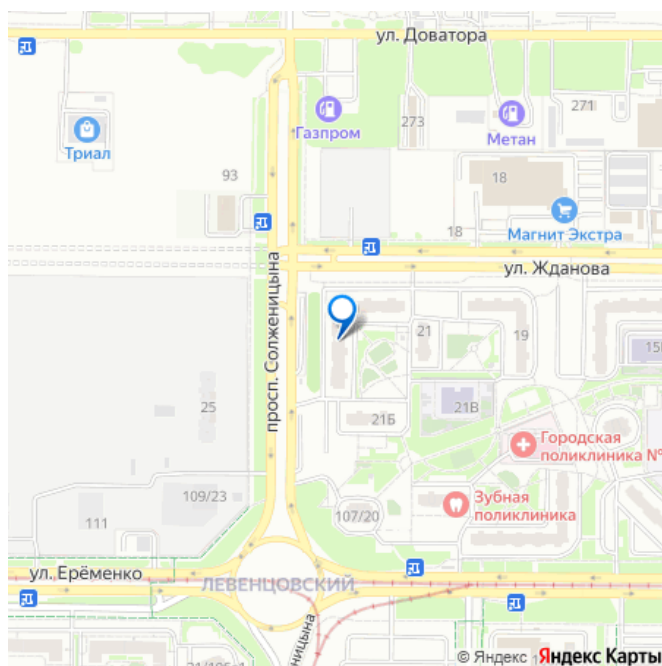 ул. Доватора
271
Газпром
273
Метан
Триал
93
18
18
Магнит Экстра
ул. Жданова
просп. Солженицына
21
19
25
21Б
21В
Городская
поликлиника №
109/23
Зубная
поликлиника
107/20
111
ул. Ерёменко
ЛЕВЕНЦОВСКИЙ
© Яндекс Яндекс Карты